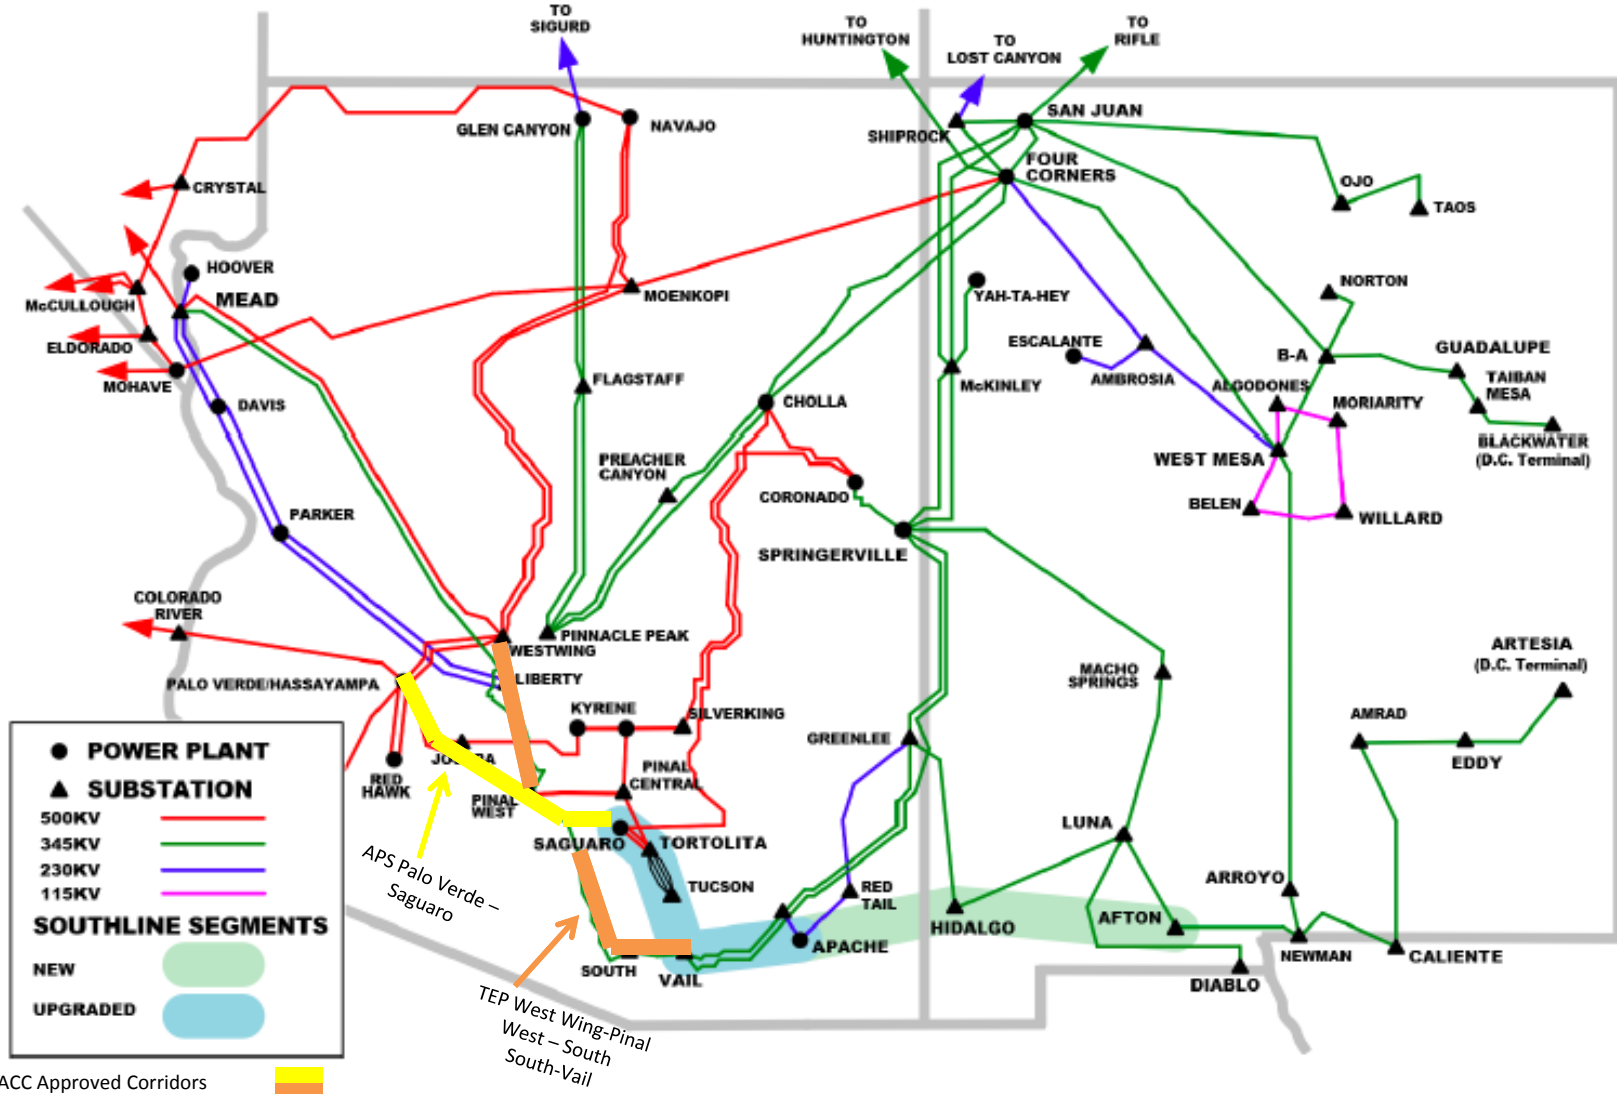 TO
SIGURD
TO
HUNTINGTON
TO
LOST CANYON
TO
RIFLE
GLEN CANYON
NAVAJO
SHIPROCK
SAN JUAN
FOUR
CORNERS
CRYSTAL
OJO
TAOS
HOOVER
MEAD
McCULLOUGH
ELDORADO
MOHAVE
MOENKOPI
YAH-TA-HEY
NORTON
ESCALANTE
AMBROSIA
B-A
GUADALUPE
TAIBAN
MESA
FLAGSTAFF
McKINLEY
ALGODONES
MORIARITY
DAVIS
CHOLLA
BLACKWATER
(D.C. Terminal)
PREACHER
CANYON
WEST MESA
CORONADO
BELEN
WILLARD
PARKER
SPRINGERVILLE
COLORADO
RIVER
PINNACLE PEAK
WESTWING
LIBERTY
PALO VERDE/HASSAYAMPA
MACHO
SPRINGS
ARTESIA
(D.C. Terminal)
KYRENE
SILVERKING
GREENLEE
AMRAD
EDDY
RED
HAWK
PINAL
WEST
PINAL
CENTRAL
LUNA
SAGUARO
TORTOLITA
TUCSON
RED
TAIL
ARROYO
HIDALGO
AFTON
APACHE
SOUTH
VAIL
NEWMAN
CALIENTE
DIABLO
POWER PLANT
SUBSTATION
500KV
345KV
230KV
115KV
SOUTHLINE SEGMENTS
NEW
UPGRADED
APS Palo Verde –
Saguaro
TEP West Wing-Pinal
West – South
South-Vail
ACC Approved Corridors